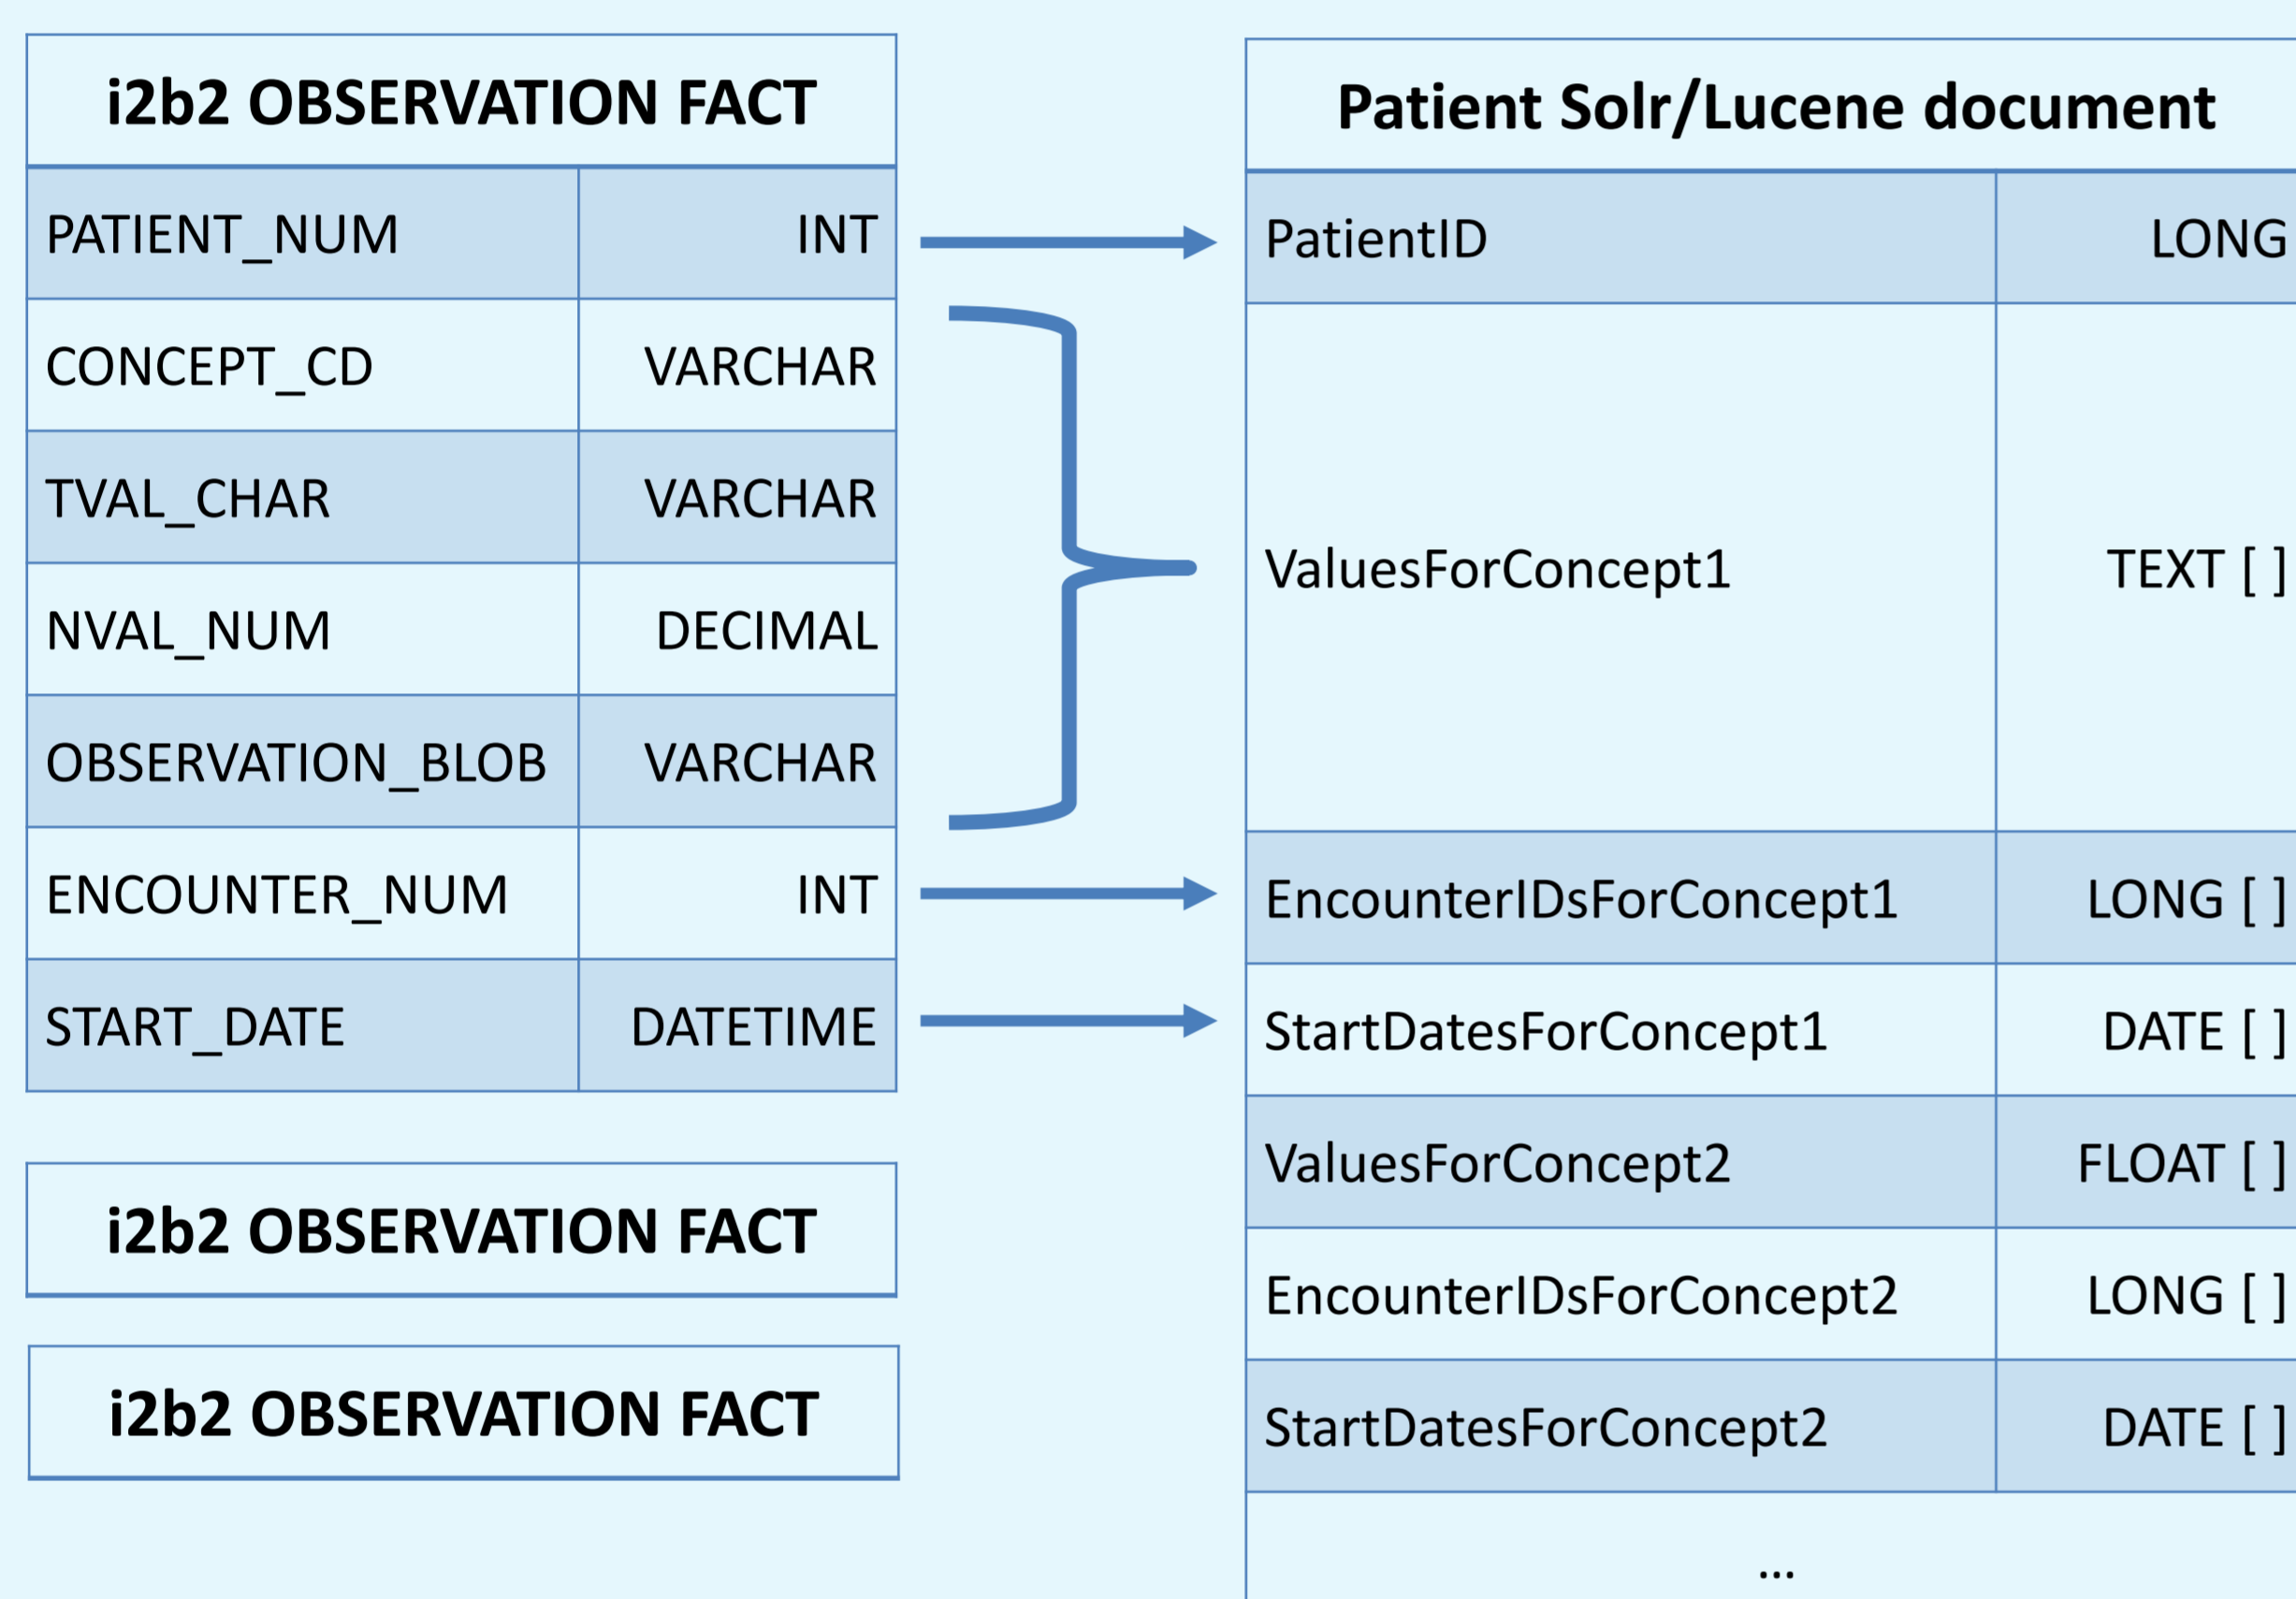 i2b2 OBSERVATION FACT
PATIENT_NUM INT
CONCEPT_CD VARCHAR
TVAL_CHAR VARCHAR
NVAL_NUM DECIMAL
OBSERVATION_BLOB VARCHAR
ENCOUNTER_NUM INT
START_DATE DATETIME
i2b2 OBSERVATION FACT
i2b2 OBSERVATION FACT
Patient Solr/Lucene document
PatientID LONG
ValuesForConcept1 TEXT [ ]
EncounterIDsForConcept1 LONG [ ]
StartDatesForConcept1 DATE [ ]
ValuesForConcept2 FLOAT [ ]
EncounterIDsForConcept2 LONG [ ]
StartDatesForConcept2 DATE [ ]
...